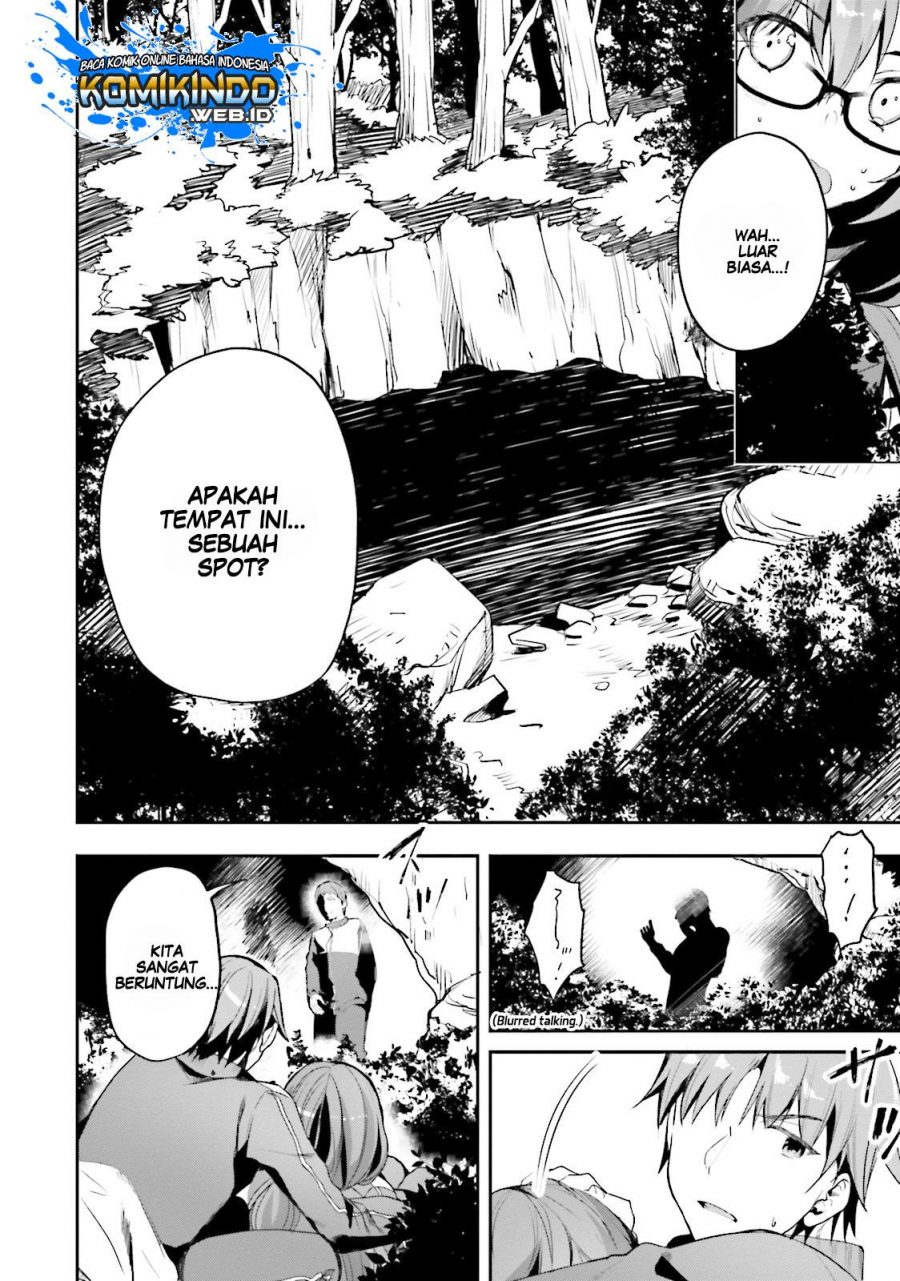 BACA KOMIK ONLINE BAHASA INDONESIA
KOMIKINDO
WEB.ID
WAH...
LUAR
BIASA...!
APAKAH
TEMPAT INI...
SEBUAH
SPOT?
(Blurred talking.)
KITA
SANGAT
BERUNTUNG...